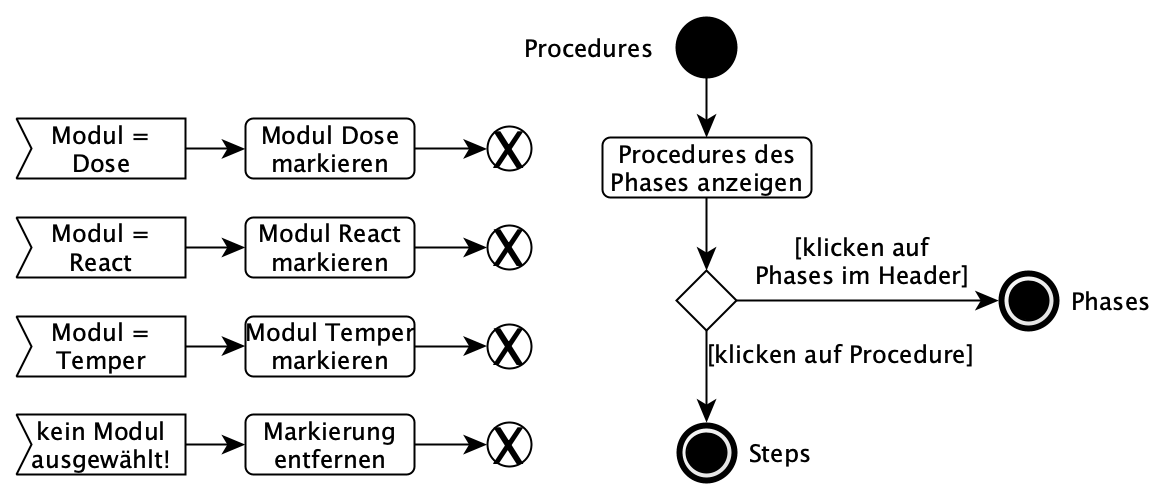 Procedures
Modul =
Dose
Modul Dose
markieren
X
Procedures des
Phases anzeigen
Modul =
React
Modul React
markieren
X
[klicken auf
Phases im Header]
Phases
Modul =
Temper
Modul Temper
markieren
X
[klicken auf Procedure]
kein Modul
ausgewählt!
Markierung
entfernen
X
Steps